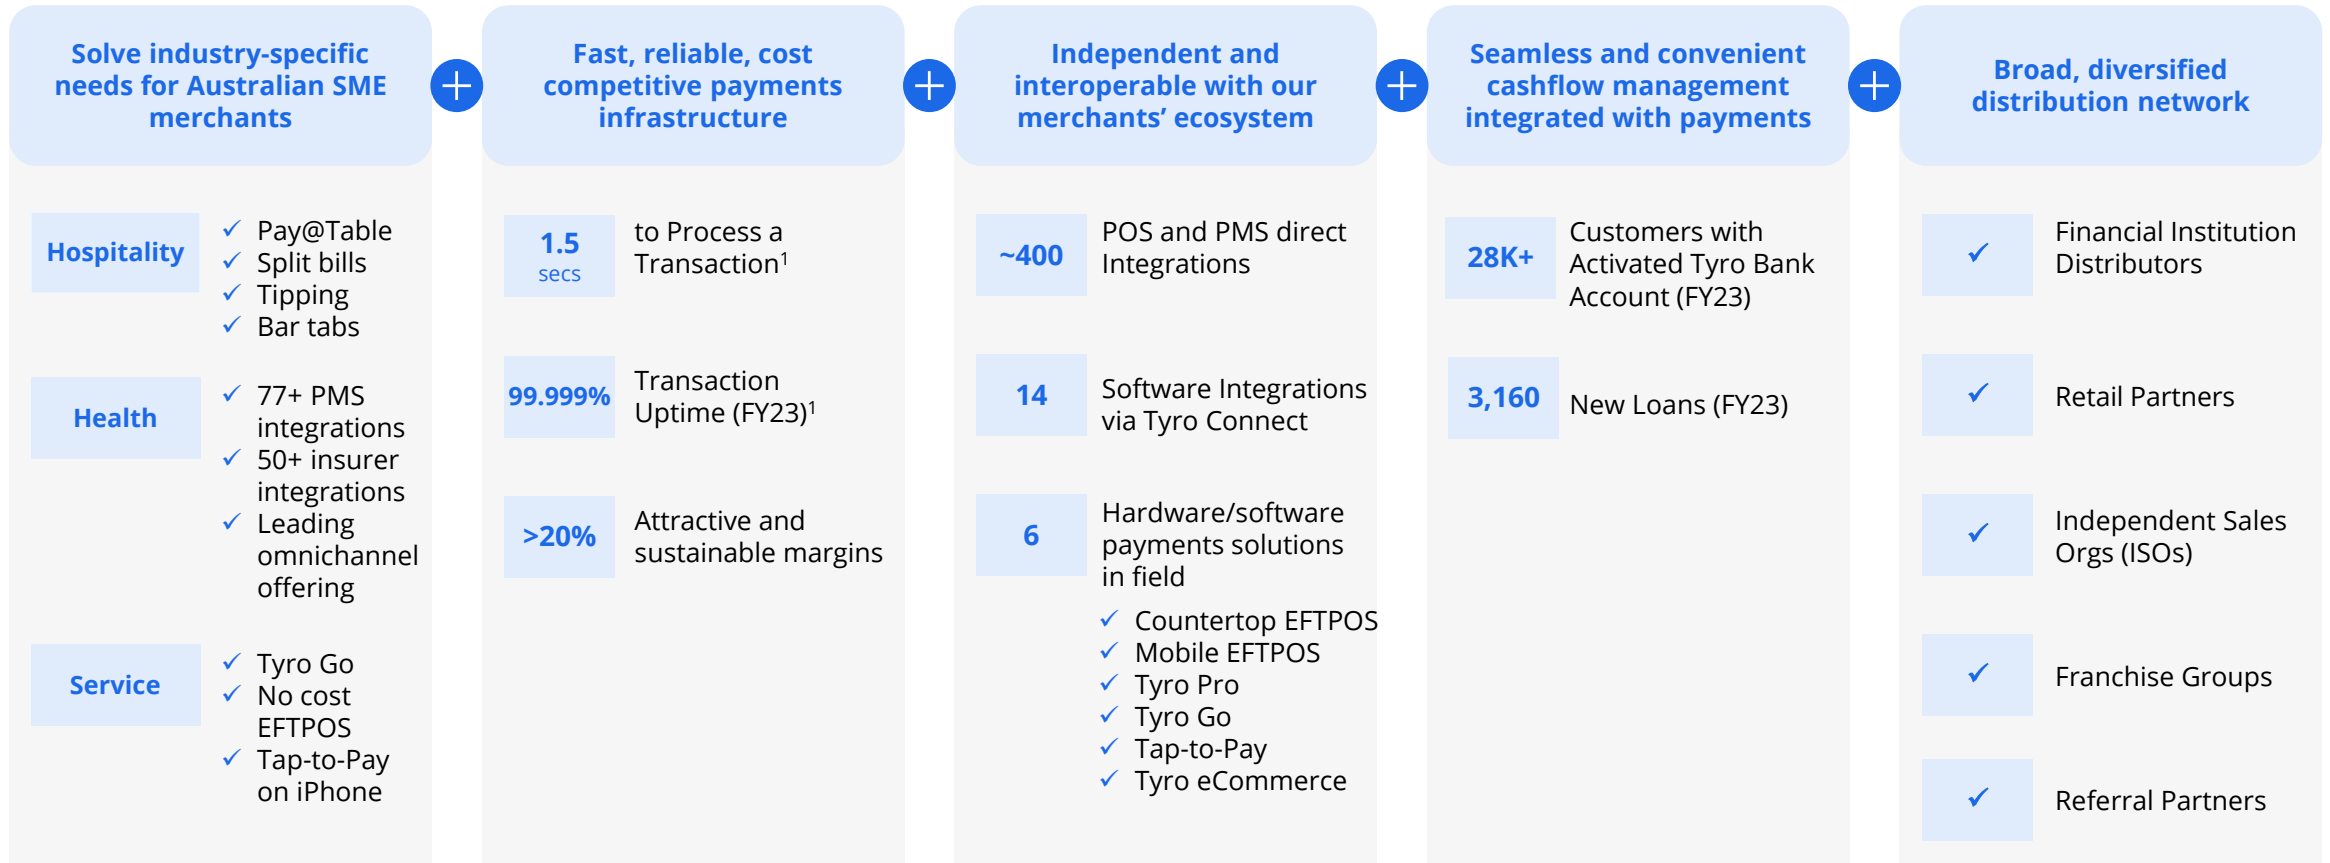 Solve industry-specific
needs for Australian SME
merchants
Hospitality
✓ Pay@Table
✓ Split bills
✓ Tipping
✓ Bar tabs
Health
✓ 77+ PMS
integrations
✓ 50+ insurer
integrations
✓ Leading
omnichannel
offering
Service
✓ Tyro Go
✓ No cost
EFTPOS
✓ Tap-to-Pay
on iPhone
Fast, reliable, cost
competitive payments
infrastructure
1.5
secs
to Process a
Transaction¹
99.999%
Transaction
Uptime (FY23)¹
>20%
Attractive and
sustainable margins
Independent and
interoperable with our
merchants’ ecosystem
~400
POS and PMS direct
Integrations
14
Software Integrations
via Tyro Connect
6
Hardware/software
payments solutions
in field
✓ Countertop EFTPOS
✓ Mobile EFTPOS
✓ Tyro Pro
✓ Tyro Go
✓ Tap-to-Pay
✓ Tyro eCommerce
Seamless and convenient
cashflow management
integrated with payments
28K+
Customers with
Activated Tyro Bank
Account (FY23)
3,160
New Loans (FY23)
Broad, diversified
distribution network
✓
Financial Institution
Distributors
✓
Retail Partners
✓
Independent Sales
Orgs (ISOs)
✓
Franchise Groups
✓
Referral Partners